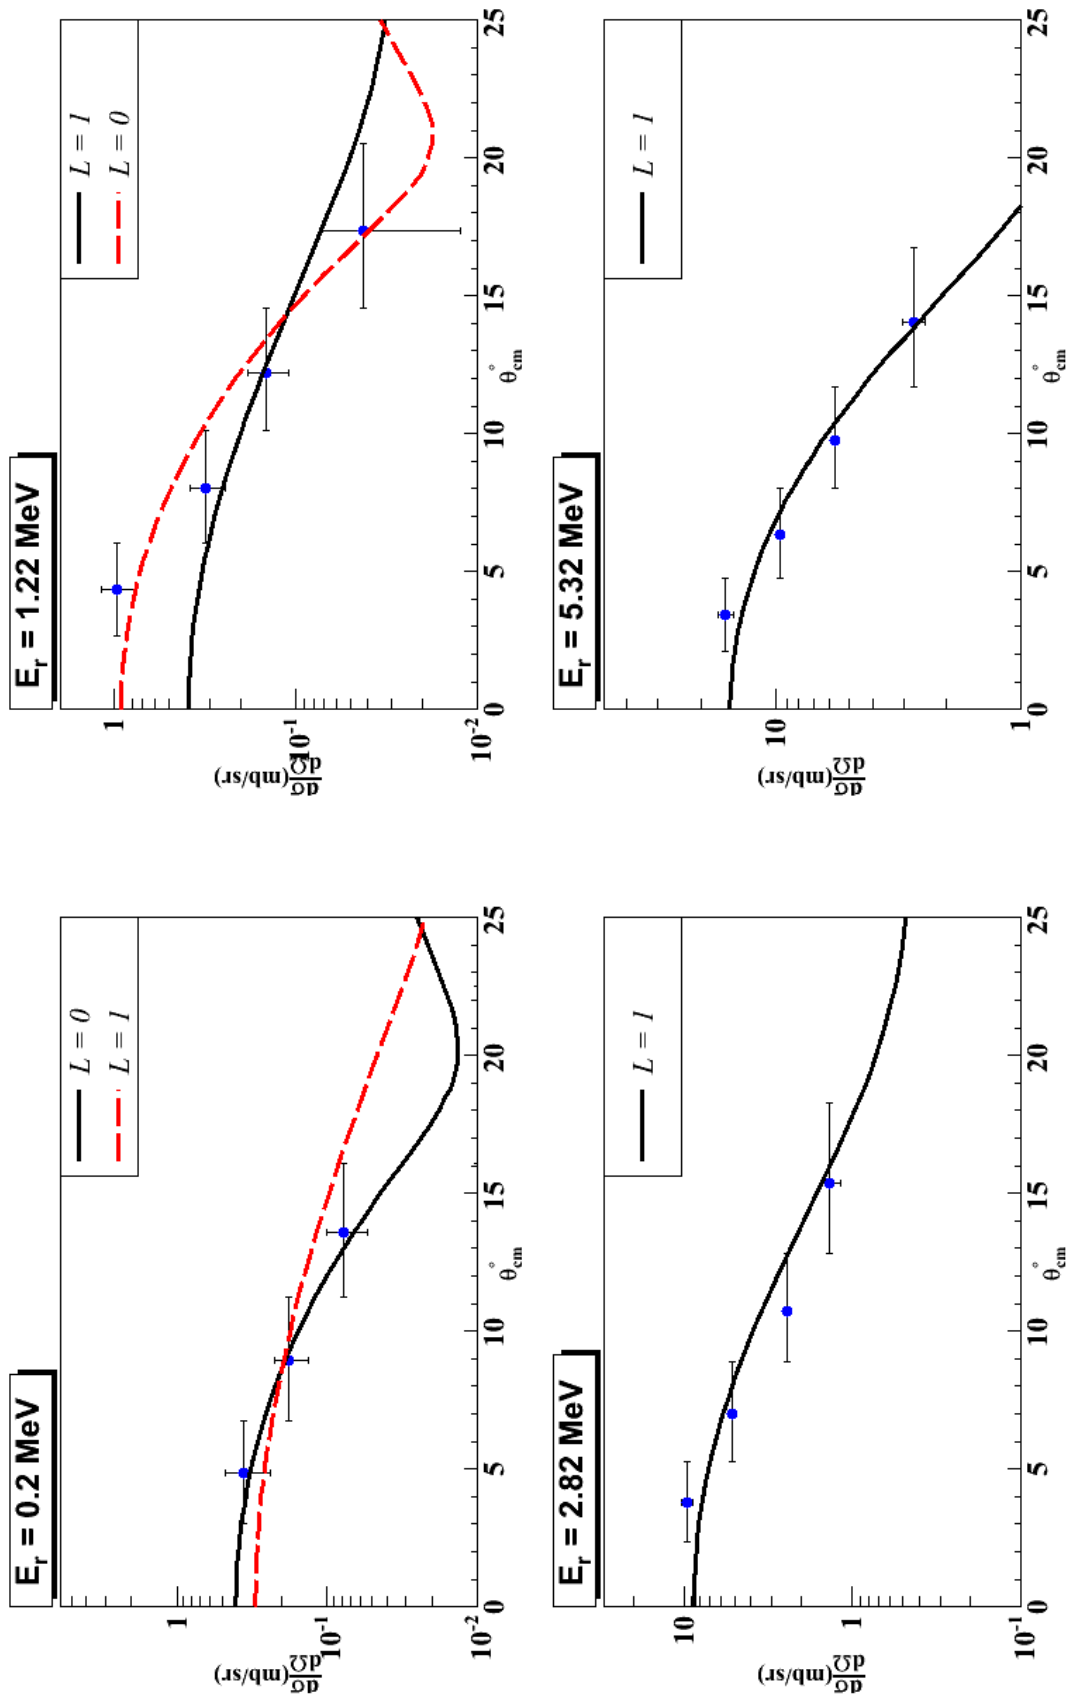 E_r = 0.2 MeV
L = 0
L = 1
1
10^-1
10^-2
dσ/dΩ (mb/sr)
0 5 10 15 20 25
θ°_cm
E_r = 1.22 MeV
L = 1
L = 0
1
10^-1
10^-2
dσ/dΩ (mb/sr)
0 5 10 15 20 25
θ°_cm
E_r = 2.82 MeV
L = 1
10
1
10^-1
dσ/dΩ (mb/sr)
0 5 10 15 20 25
θ°_cm
E_r = 5.32 MeV
L = 1
10
1
dσ/dΩ (mb/sr)
0 5 10 15 20 25
θ°_cm